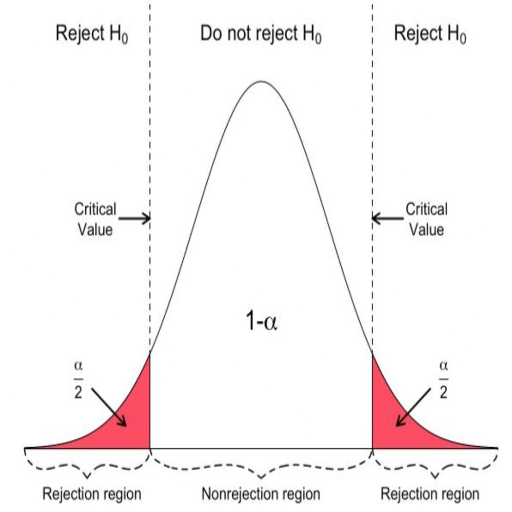 Reject H₀
Do not reject H₀
Reject H₀
Critical
Value
Critical
Value
1-α
α
2
α
2
Rejection region
Nonrejection region
Rejection region